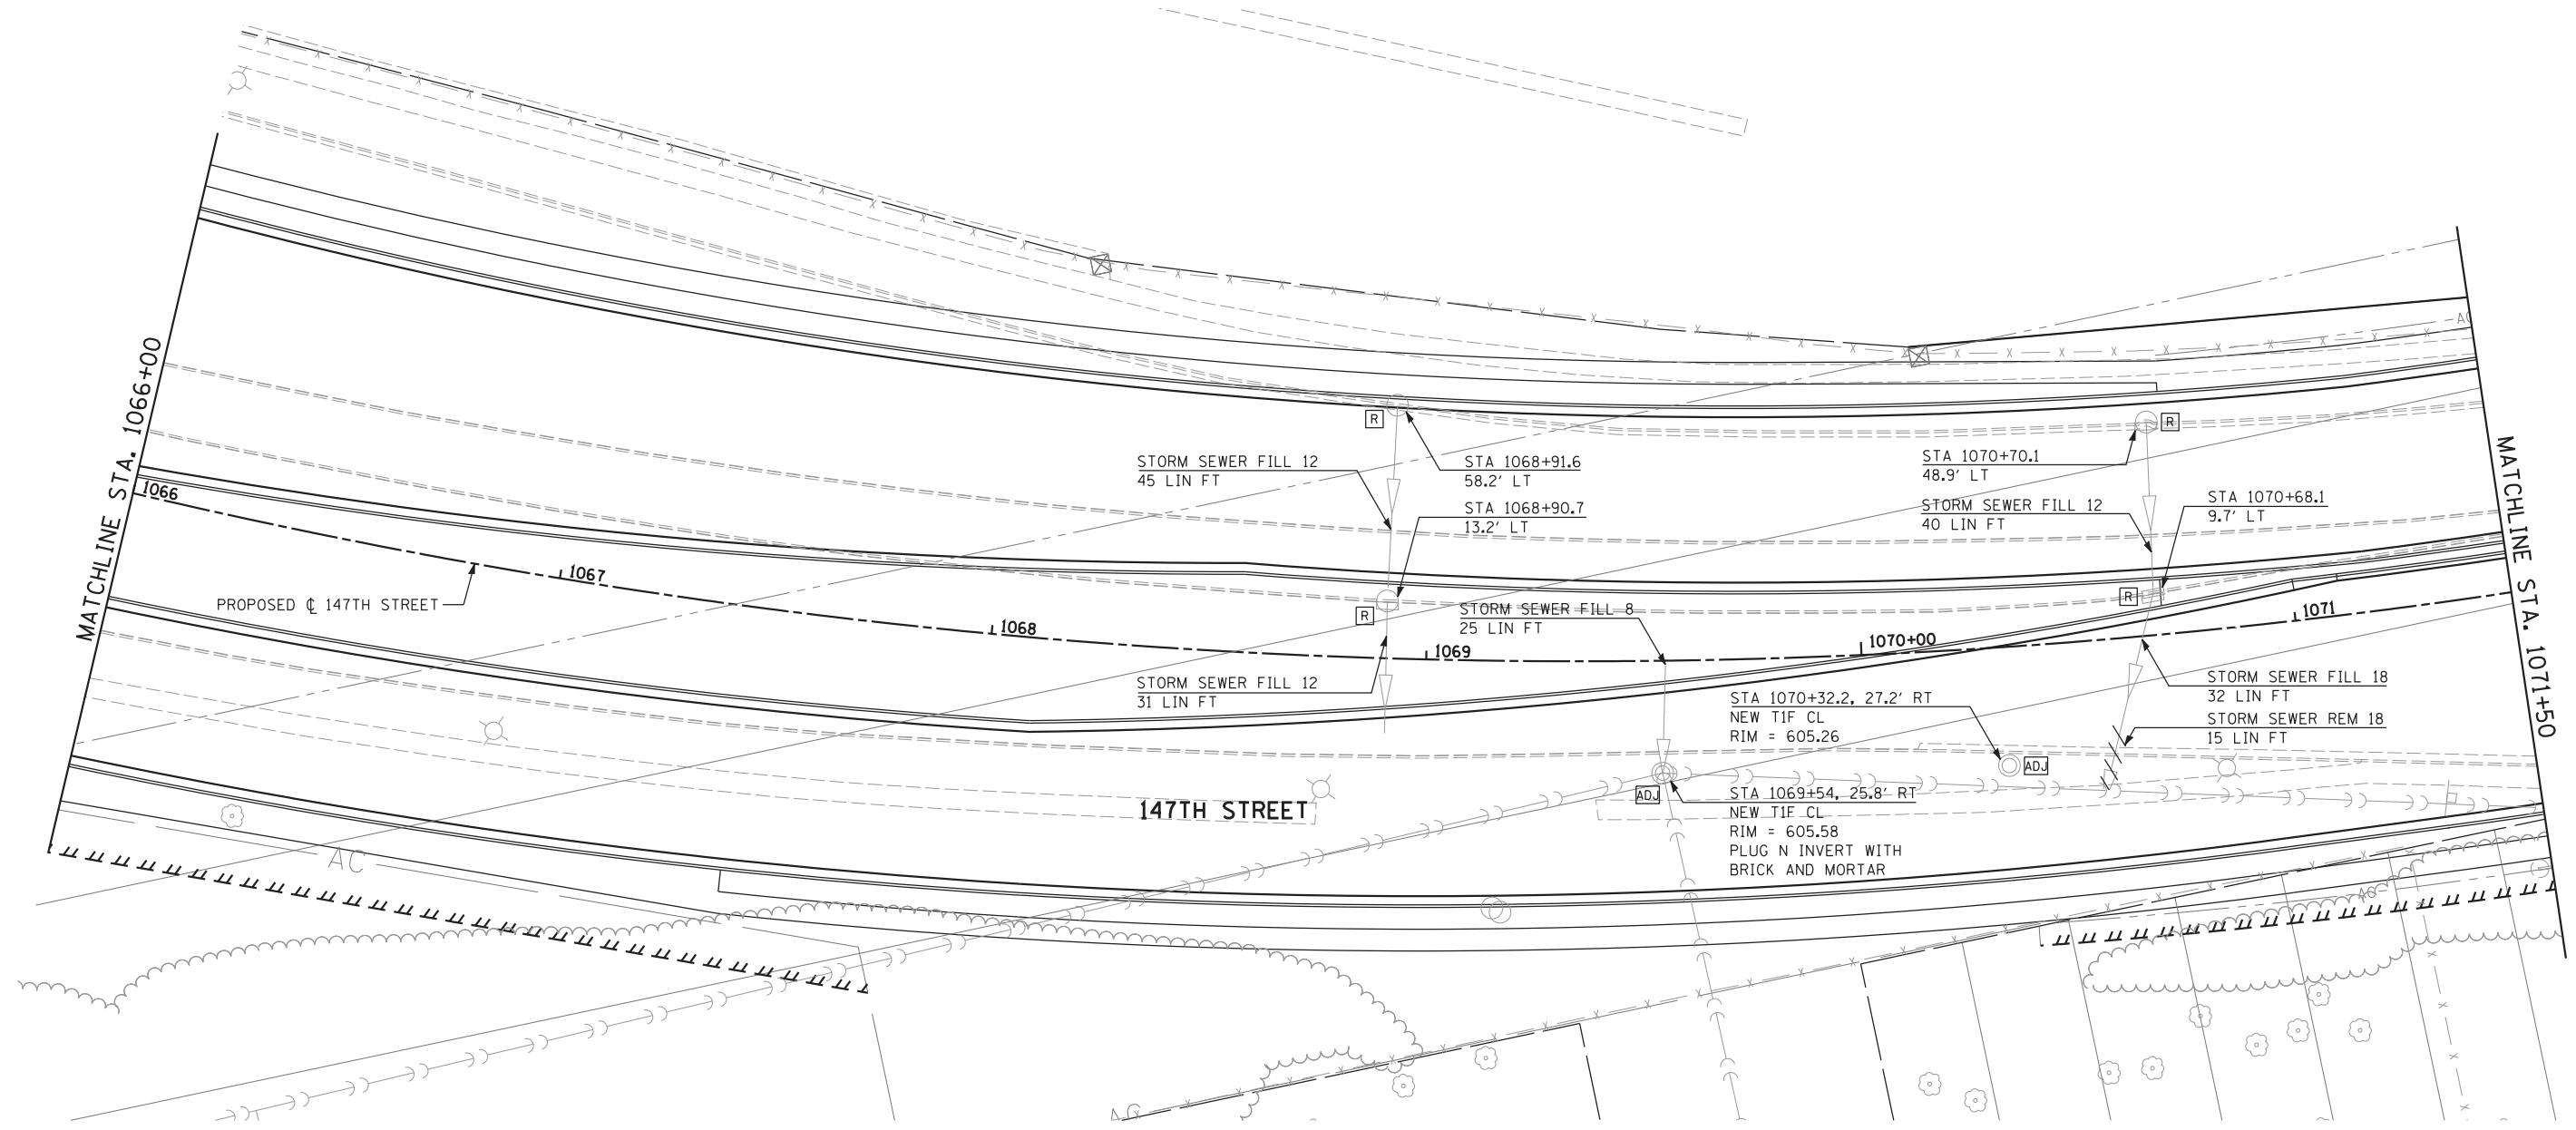 MATCHLINE STA. 1066+00
1066
PROPOSED ℄ 147TH STREET
1067
1068
1069
1070+00
1071
STORM SEWER FILL 12
45 LIN FT
R
STA 1068+91.6
58.2' LT
STA 1068+90.7
13.2' LT
R
STORM SEWER FILL 8
25 LIN FT
STORM SEWER FILL 12
31 LIN FT
STA 1070+70.1
48.9' LT
R
STORM SEWER FILL 12
40 LIN FT
STA 1070+68.1
9.7' LT
R
STA 1070+32.2, 27.2' RT
NEW T1F CL
RIM = 605.26
ADJ
STORM SEWER FILL 18
32 LIN FT
STORM SEWER REM 18
15 LIN FT
ADJ
STA 1069+54, 25.8' RT
NEW T1F CL
RIM = 605.58
PLUG N INVERT WITH
BRICK AND MORTAR
147TH STREET
AC
AC
AC
AC
MATCHLINE STA. 1071+50